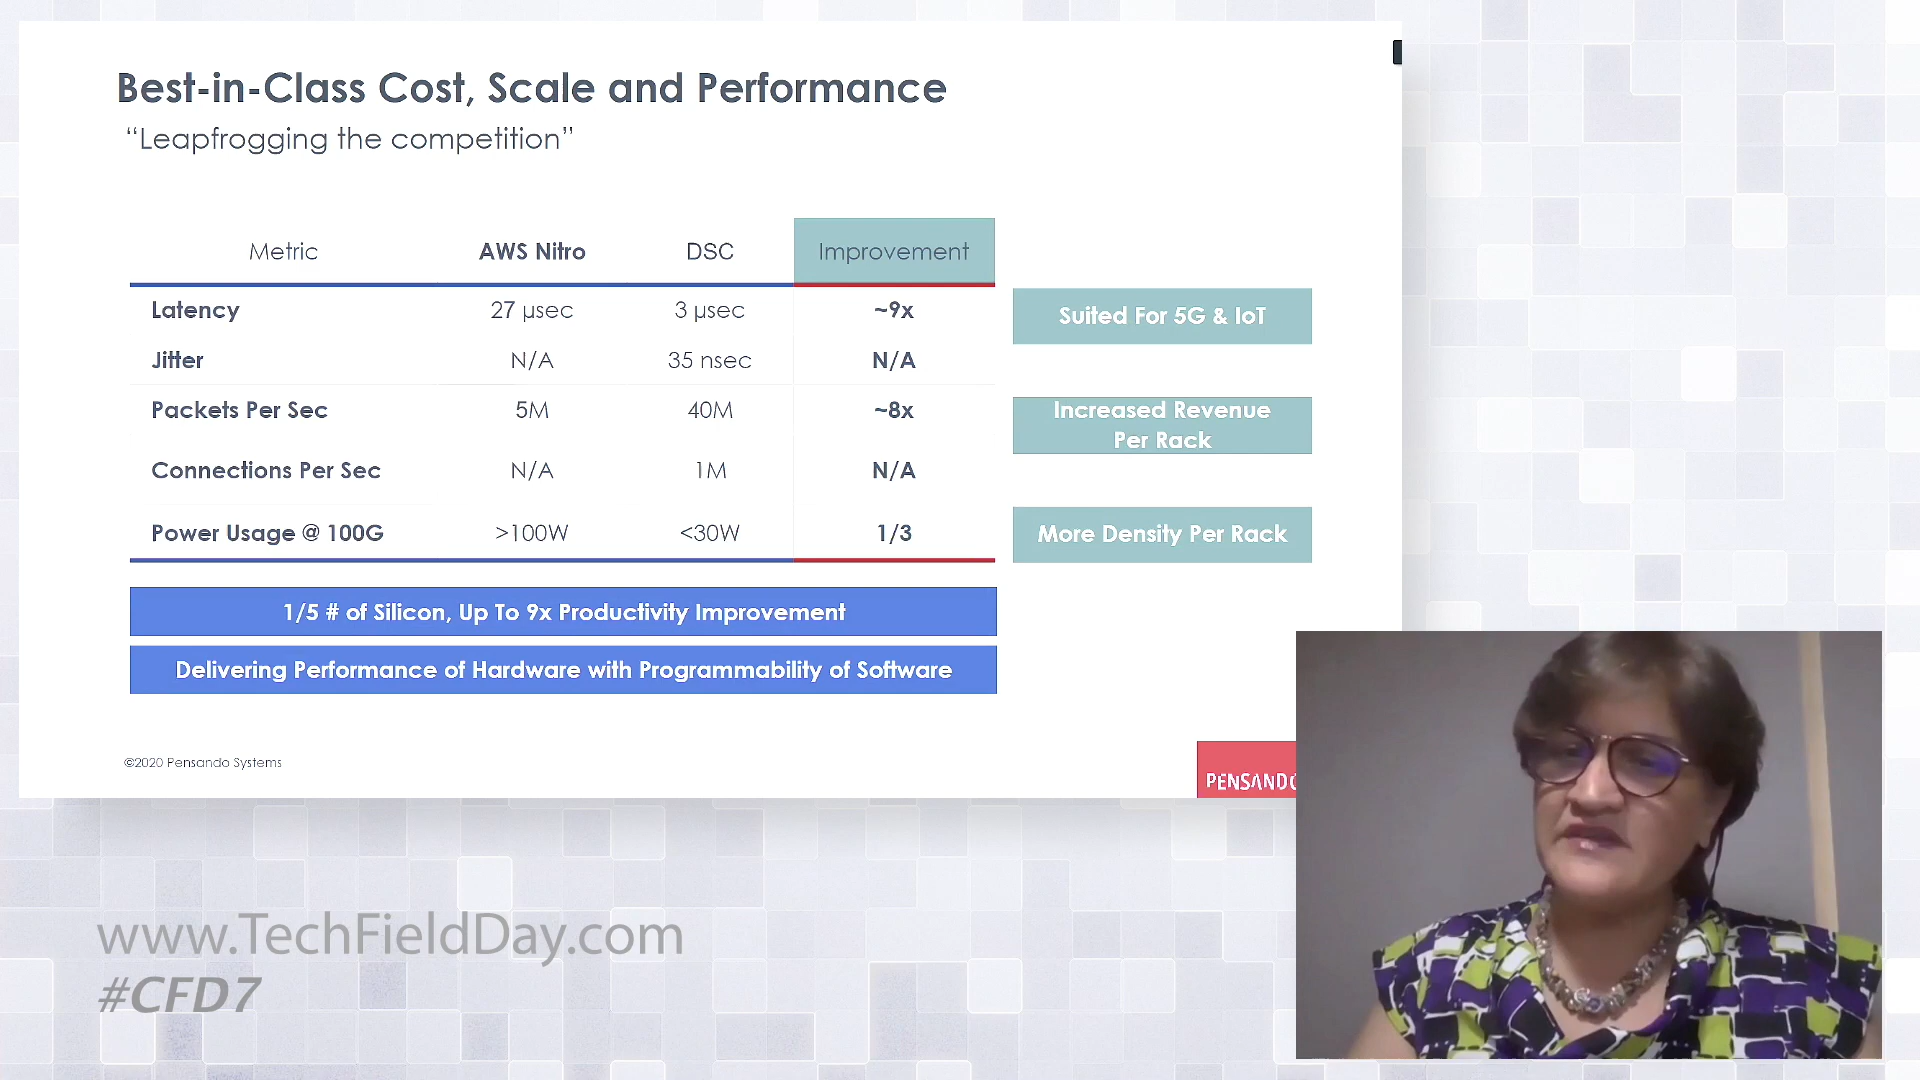 Best-in-Class Cost, Scale and Performance
“Leapfrogging the competition”
Metric AWS Nitro DSC Improvement
Latency 27 µsec 3 µsec ~9x
Suited For 5G & IoT
Jitter N/A 35 nsec N/A
Packets Per Sec 5M 40M ~8x
Increased Revenue
Per Rack
Connections Per Sec N/A 1M N/A
Power Usage @ 100G >100W <30W 1/3
More Density Per Rack
1/5 # of Silicon, Up To 9x Productivity Improvement
Delivering Performance of Hardware with Programmability of Software
©2020 Pensando Systems
PENSANDO
www.TechFieldDay.com
#CFD7